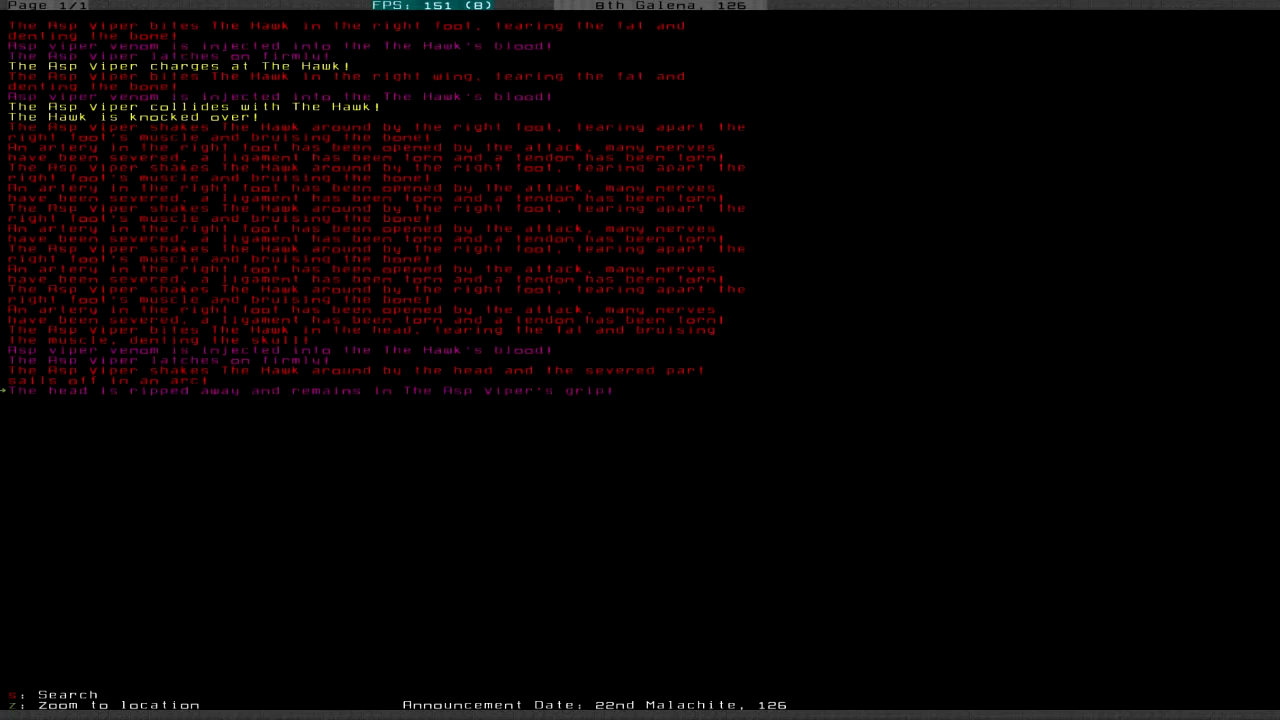 Page 1/1 FPS: 151 (8) 8th Galena, 126
The Asp Viper bites The Hawk in the right foot, tearing the fat and
denting the bone!
Asp viper venom is injected into the The Hawk's blood!
The Asp Viper latches on firmly!
The Asp Viper charges at The Hawk!
The Asp Viper bites The Hawk in the right wing, tearing the fat and
denting the bone!
Asp viper venom is injected into the The Hawk's blood!
The Asp Viper collides with The Hawk!
The Hawk is knocked over!
The Asp Viper shakes The Hawk around by the right foot, tearing apart the
right foot's muscle and bruising the bone!
An artery in the right foot has been opened by the attack, many nerves
have been severed, a ligament has been torn and a tendon has been torn!
The Asp Viper shakes The Hawk around by the right foot, tearing apart the
right foot's muscle and bruising the bone!
An artery in the right foot has been opened by the attack, many nerves
have been severed, a ligament has been torn and a tendon has been torn!
The Asp Viper shakes The Hawk around by the right foot, tearing apart the
right foot's muscle and bruising the bone!
An artery in the right foot has been opened by the attack, many nerves
have been severed, a ligament has been torn and a tendon has been torn!
The Asp Viper shakes The Hawk around by the right foot, tearing apart the
right foot's muscle and bruising the bone!
An artery in the right foot has been opened by the attack, many nerves
have been severed, a ligament has been torn and a tendon has been torn!
The Asp Viper shakes The Hawk around by the right foot, tearing apart the
right foot's muscle and bruising the bone!
An artery in the right foot has been opened by the attack, many nerves
have been severed, a ligament has been torn and a tendon has been torn!
The Asp Viper bites The Hawk in the head, tearing the fat and bruising
the muscle, denting the skull!
Asp viper venom is injected into the The Hawk's blood!
The Asp Viper latches on firmly!
The Asp Viper shakes The Hawk around by the head and the severed part
sails off in an arc!
The head is ripped away and remains in The Asp Viper's grip!
s: Search
z: Zoom to location Announcement Date: 22nd Malachite, 126